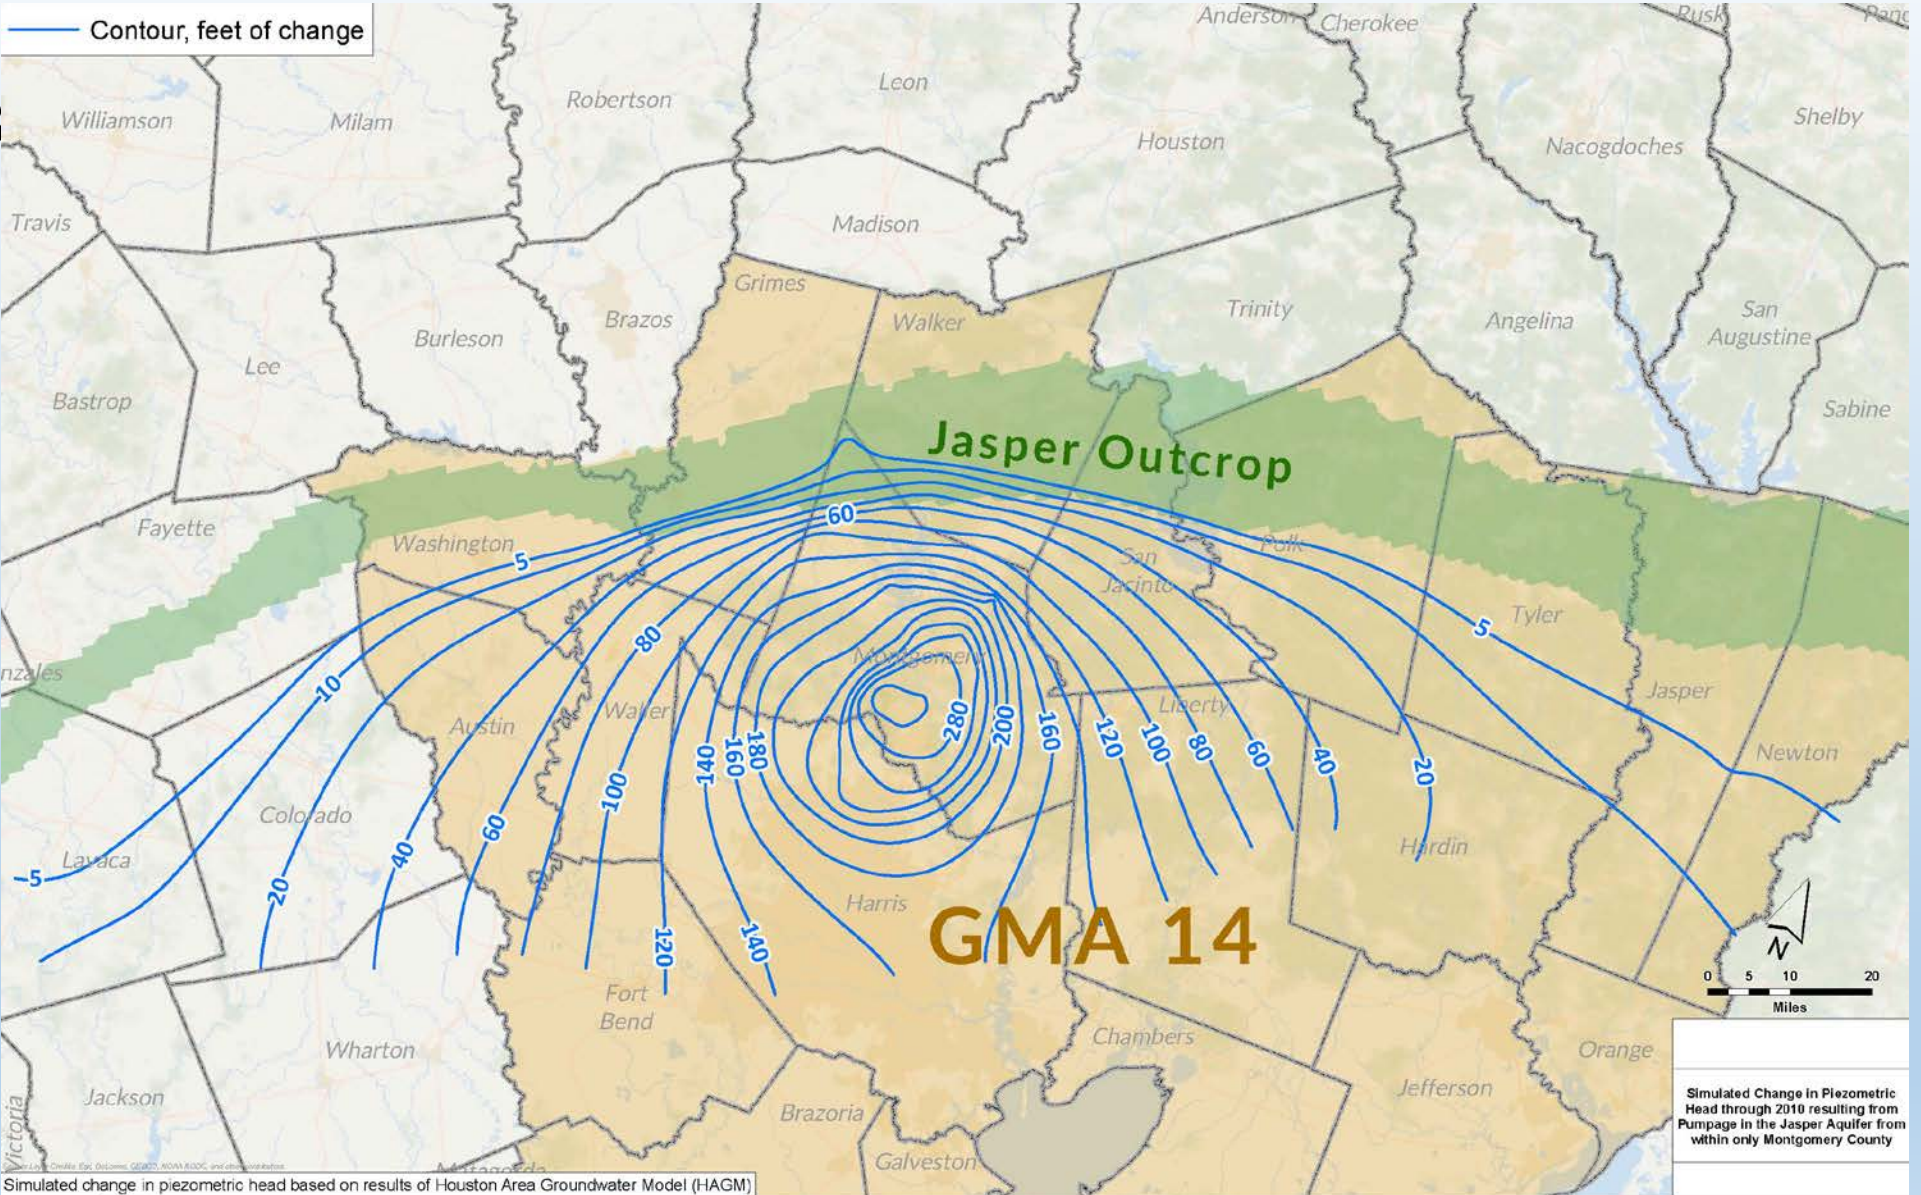 Contour, feet of change
Anderson
Cherokee
Rusk
Williamson
Milam
Robertson
Leon
Houston
Nacogdoches
Shelby
Travis
Madison
Grimes
Walker
Trinity
Angelina
San
Augustine
Brazos
Burleson
Lee
Bastrop
Sabine
Jasper Outcrop
Fayette
Washington
5
60
San
Jacinto
Polk
Tyler
5
80
Montgomery
nzales
10
Austin
Waller
Liberty
Jasper
Newton
280
200
160
120
100
80
60
40
20
140
160
180
100
60
40
20
Colorado
Lavaca
5
Hardin
Harris
GMA 14
120
140
N
0 5 10 20
Miles
Fort
Bend
Wharton
Chambers
Orange
Jackson
Jefferson
Brazoria
Victoria
Galveston
Matagorda
Simulated Change in Piezometric
Head through 2010 resulting from
Pumpage in the Jasper Aquifer from
within only Montgomery County
Simulated change in piezometric head based on results of Houston Area Groundwater Model (HAGM)